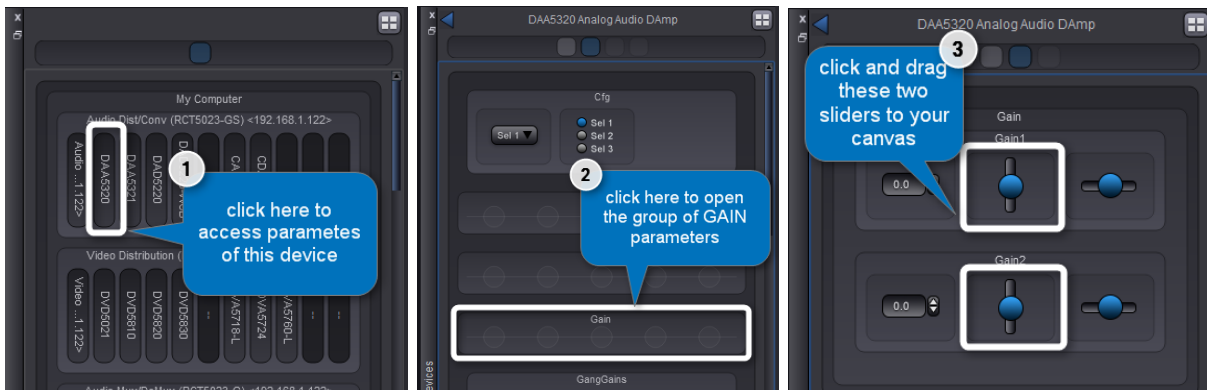 x
My Computer
Audio Dist/Conv (RCT5023-GS) <192.168.1.122>
Audio ...1.122>
DAA5320
DAA5321
DAD5220
1
click here to
access parametes
of this device
Video Distribution (
Video ...1.122>
DVD5021
DVD5810
DVD5820
DVD5830
--
VA5718-L
OVA5724
VA5760-L
--
--
x
DAA5320 Analog Audio DAmp
Cfg
Sel 1
Sel 1
Sel 2
Sel 3
2
click here to open
the group of GAIN
parameters
Gain
GangGains
evices
x
DAA5320 Analog Audio DAmp
3
click and drag
these two
sliders to your
canvas
Gain
Gain1
0.0
Gain2
0.0